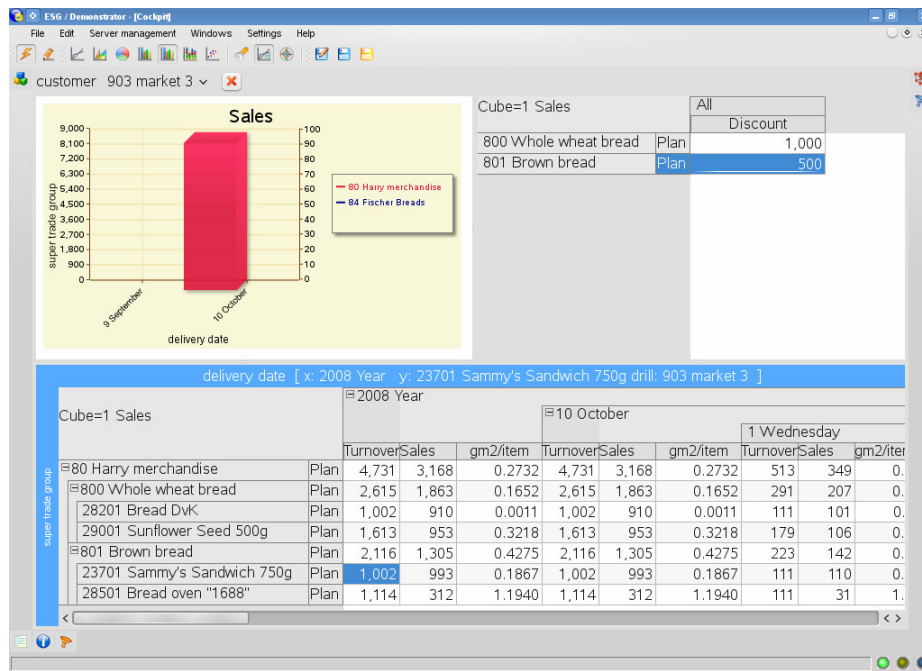 ESG / Demonstrator - [Cockpit]
File Edit Server management Windows Settings Help
customer 903 market 3
Sales
9,000
8,100
7,200
6,300
5,400
4,500
3,600
2,700
1,800
900
0
super trade group
100
90
80
70
60
50
40
30
20
10
0
9 September
10 October
delivery date
80 Harry merchandise
84 Fischer Breads
Cube=1 Sales All
Discount
800 Whole wheat bread Plan 1,000
801 Brown bread Plan 500
delivery date [ x: 2008 Year y: 23701 Sammy's Sandwich 750g drill: 903 market 3 ]
super trade group
Cube=1 Sales
2008 Year
10 October
1 Wednesday
Turnover Sales gm2/item Turnover Sales gm2/item Turnover Sales gm2/iter
80 Harry merchandise Plan 4,731 3,168 0.2732 4,731 3,168 0.2732 513 349 0.
800 Whole wheat bread Plan 2,615 1,863 0.1652 2,615 1,863 0.1652 291 207 0.
28201 Bread DvK Plan 1,002 910 0.0011 1,002 910 0.0011 111 101 0.
29001 Sunflower Seed 500g Plan 1,613 953 0.3218 1,613 953 0.3218 179 106 0.
801 Brown bread Plan 2,116 1,305 0.4275 2,116 1,305 0.4275 223 142 0.
23701 Sammy's Sandwich 750g Plan 1,002 993 0.1867 1,002 993 0.1867 111 110 0.
28501 Bread oven "1688" Plan 1,114 312 1.1940 1,114 312 1.1940 111 31 1.